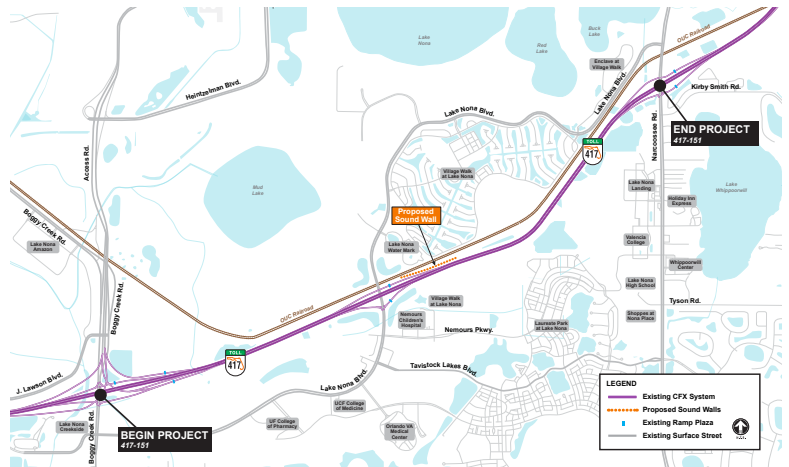 Lake
Nona
Red
Lake
Buck
Lake
OUC Railroad
Enclave at
Village Walk
Kirby Smith Rd.
Heintzelman Blvd.
Lake Nona Blvd.
Lake Nona Blvd.
END PROJECT
417-151
Narcoossee Rd.
TOLL
417
Access Rd.
Mud
Lake
Village Walk
at Lake Nona
Lake Nona
Landing
Lake
Whippoorwill
Holiday Inn
Express
Proposed
Sound Wall
Boggy Creek Rd.
Lake Nona
Amazon
Lake Nona
Water Mark
Valencia
College
Whippoorwill
Center
Lake Nona
High School
Boggy Creek Rd.
OUC Railroad
Village Walk
at Lake Nona
Tyson Rd.
Nemours
Children's
Hospital
Nemours Pkwy.
Laureate Park
at Lake Nona
Shoppes at
Nona Place
TOLL
417
Tavistock Lakes Blvd.
J. Lawson Blvd.
Lake Nona Blvd.
LEGEND
Existing CFX System
Proposed Sound Walls
Existing Ramp Plaza
Existing Surface Street
UCF College
of Medicine
UF College
of Pharmacy
Orlando VA
Medical
Center
Lake Nona
Creekside
Boggy Creek Rd.
BEGIN PROJECT
417-151